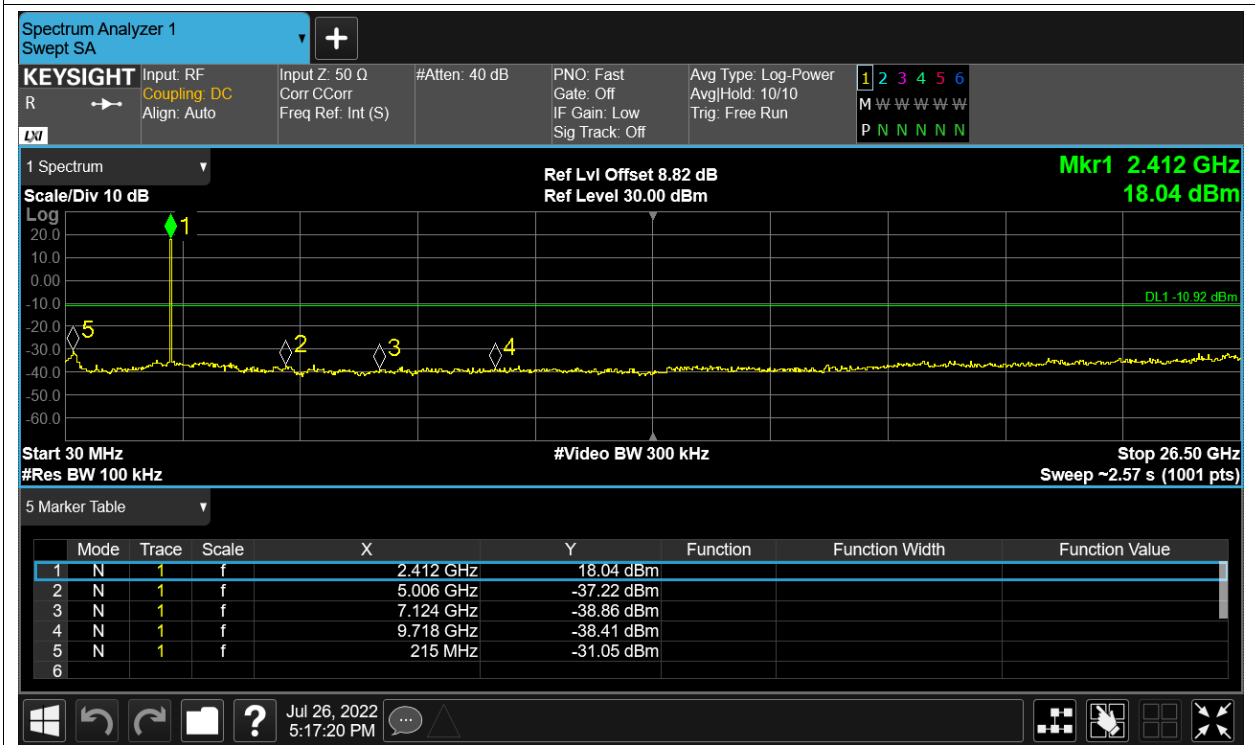 Spectrum Analyzer 1
Swept SA
KEYSIGHT Input: RF Input Z: 50 Ω #Atten: 40 dB PNO: Fast Avg Type: Log-Power 1 2 3 4 5 6
R Coupling: DC Corr CCorr Gate: Off Avg|Hold: 10/10 M W W W W W
Align: Auto Freq Ref: Int (S) IF Gain: Low Trig: Free Run
LXI Sig Track: Off P N N N N N
1 Spectrum Ref Lvl Offset 8.82 dB Mkr1 2.412 GHz
Scale/Div 10 dB Ref Level 30.00 dBm 18.04 dBm
Log
20.0
10.0
0.00
-10.0
-20.0
-30.0
-40.0
-50.0
-60.0
1
DL1 -10.92 dBm
5
2
3
4
Start 30 MHz #Video BW 300 kHz Stop 26.50 GHz
#Res BW 100 kHz Sweep ~2.57 s (1001 pts)
5 Marker Table
Mode Trace Scale X Y Function Function Width Function Value
1 N 1 f 2.412 GHz 18.04 dBm
2 N 1 f 5.006 GHz -37.22 dBm
3 N 1 f 7.124 GHz -38.86 dBm
4 N 1 f 9.718 GHz -38.41 dBm
5 N 1 f 215 MHz -31.05 dBm
6
? Jul 26, 2022
5:17:20 PM